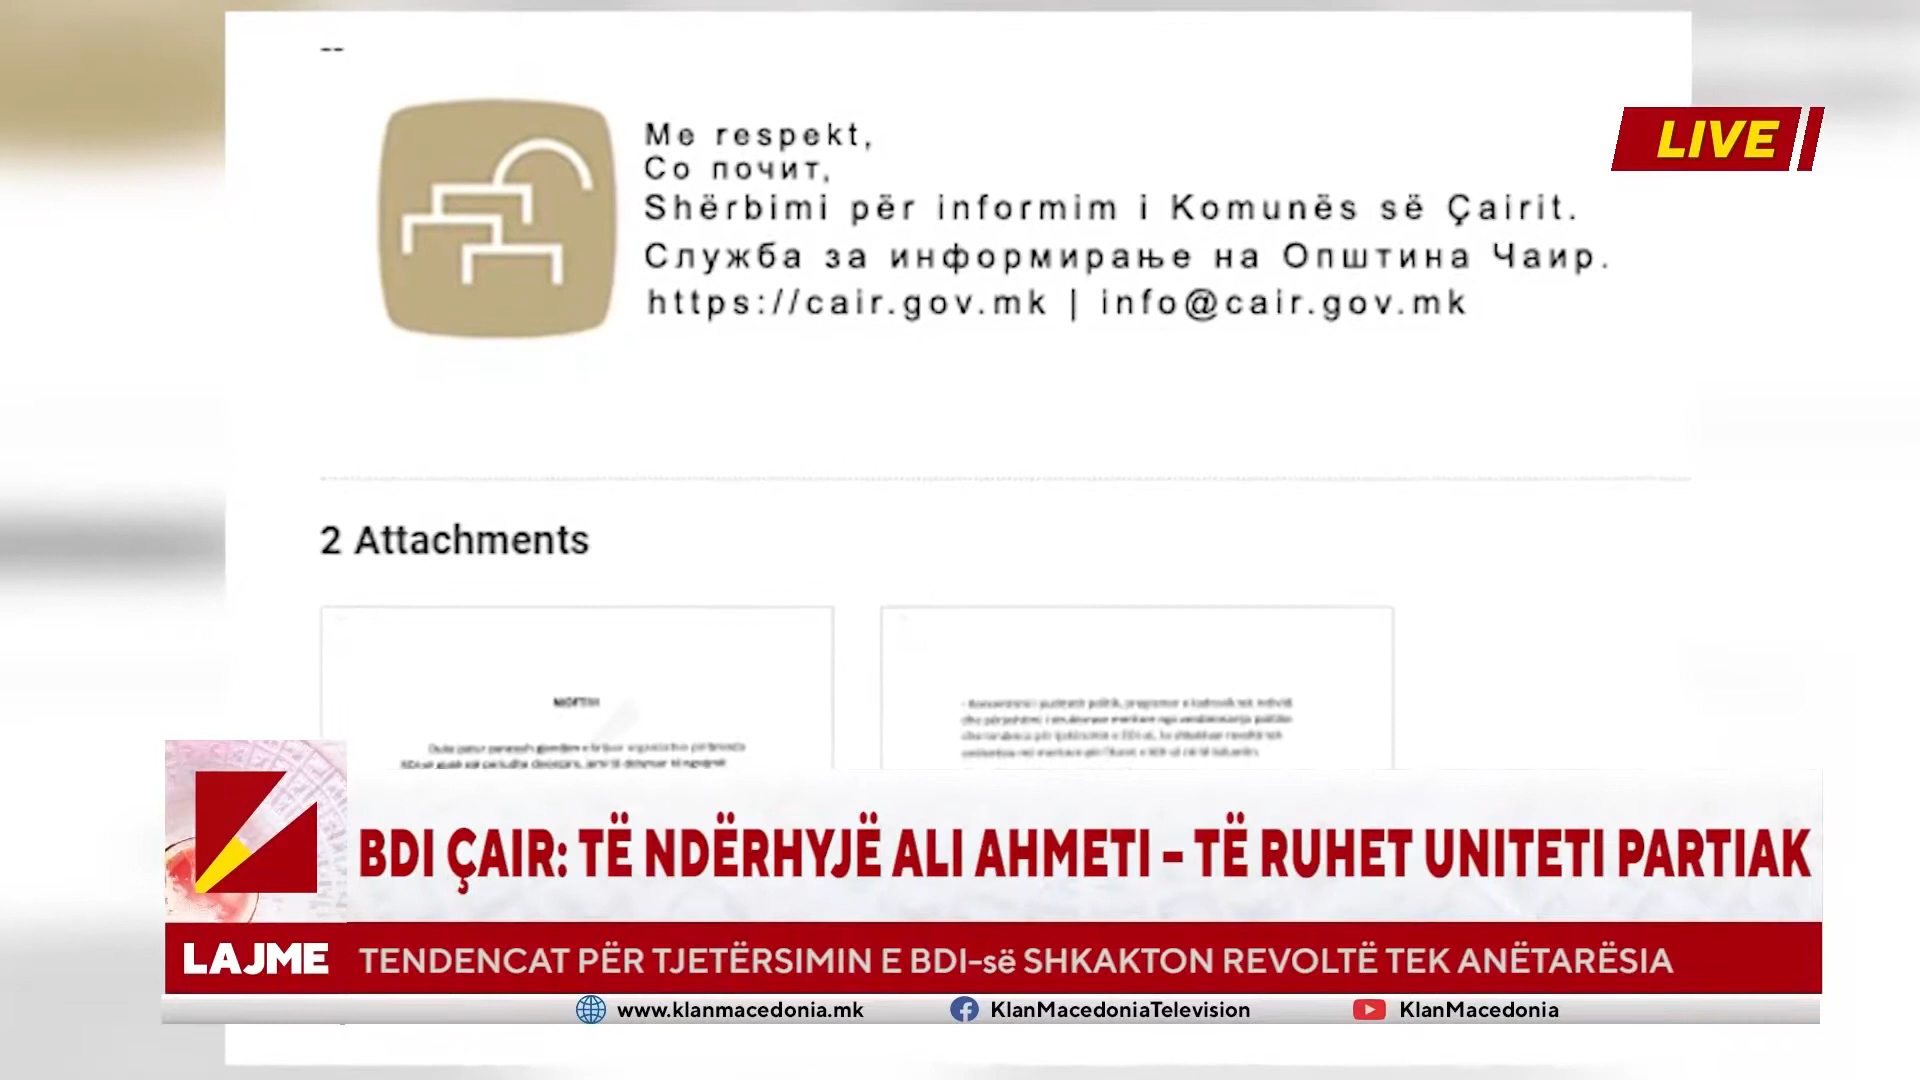 --
Me respekt,
Со почит,
Shërbimi për informim i Komunës së Çairit.
Служба за информирање на Општина Чаир.
https://cair.gov.mk | info@cair.gov.mk
LIVE
2 Attachments
BDI ÇAIR: TË NDËRHYJË ALI AHMETI – TË RUHET UNITETI PARTIAK
LAJME
TENDENCAT PËR TJETËRSIMIN E BDI-së SHKAKTON REVOLTË TEK ANËTARËSIA
www.klanmacedonia.mk
KlanMacedoniaTelevision
KlanMacedonia